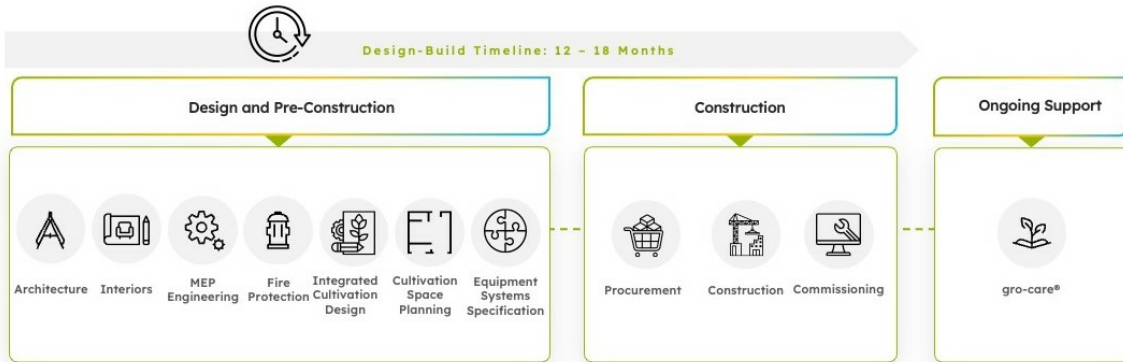 Design-Build Timeline: 12 – 18 Months
Design and Pre-Construction
Construction
Ongoing Support
Architecture
Interiors
MEP
Engineering
Fire
Protection
Integrated
Cultivation
Design
Cultivation
Space
Planning
Equipment
Systems
Specification
Procurement
Construction
Commissioning
gro-care®